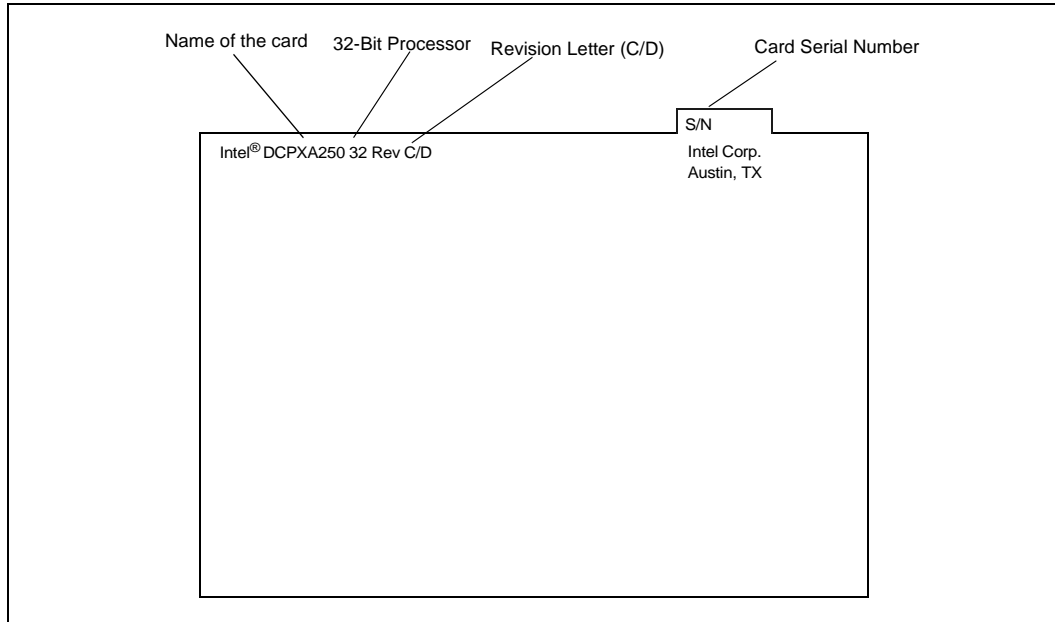 Name of the card
32-Bit Processor
Revision Letter (C/D)
Card Serial Number
S/N
Intel® DCPXA250 32 Rev C/D
Intel Corp.
Austin, TX